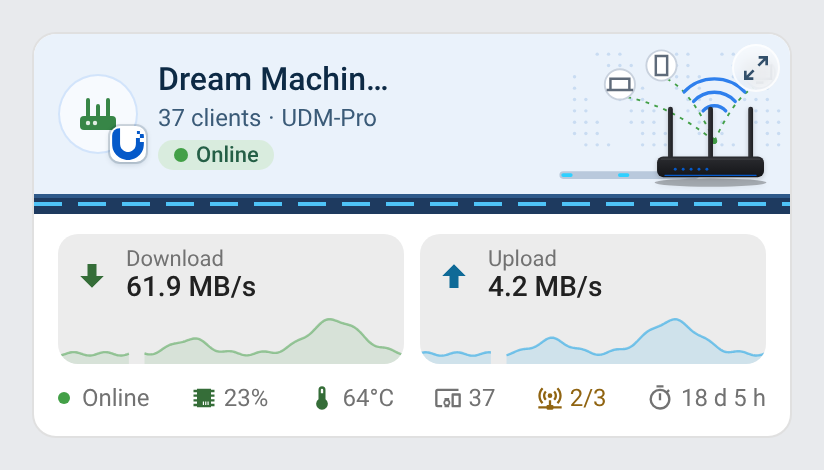 Dream Machin...
37 clients · UDM-Pro
Online
Download
61.9 MB/s
Upload
4.2 MB/s
Online
23%
64°C
37
2/3
18 d 5 h